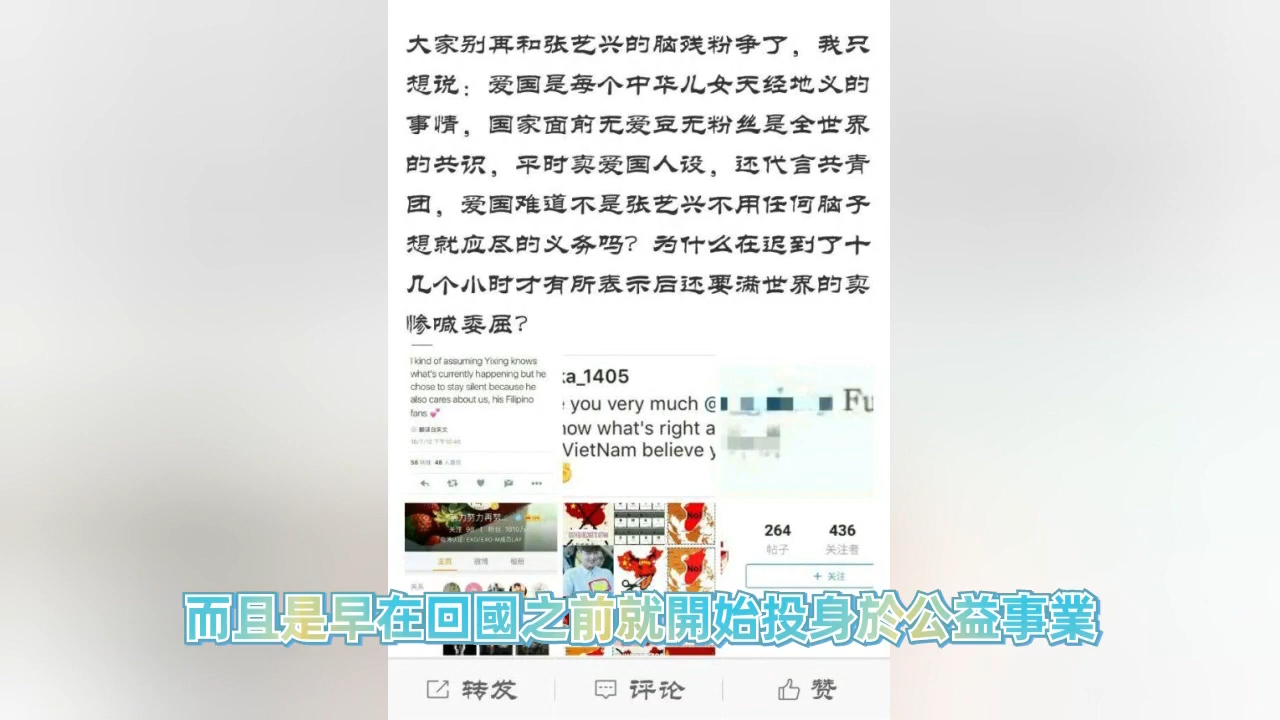 大家别再和张艺兴的脑残粉争了，我只
想说：爱国是每个中华儿女天经地义的
事情，国家面前无爱豆无粉丝是全世界
的共识，平时卖爱国人设，还代言共青
团，爱国难道不是张艺兴不用任何脑子
想就应尽的义务吗？为什么在迟到了十
几个小时才有所表示后还要满世界的卖
惨喊委屈？
I kind of assuming Yixing knows
what's currently happening but he
chose to stay silent because he
also cares about us, his Filipino
fans
ka_1405
you very much @
now what's right a
VietNam believe y
Fu
264
436
帖子
关注者
+ 关注
主页
微博
相册
No!
No!
而且是早在回國之前就開始投身於公益事業
转发
评论
赞